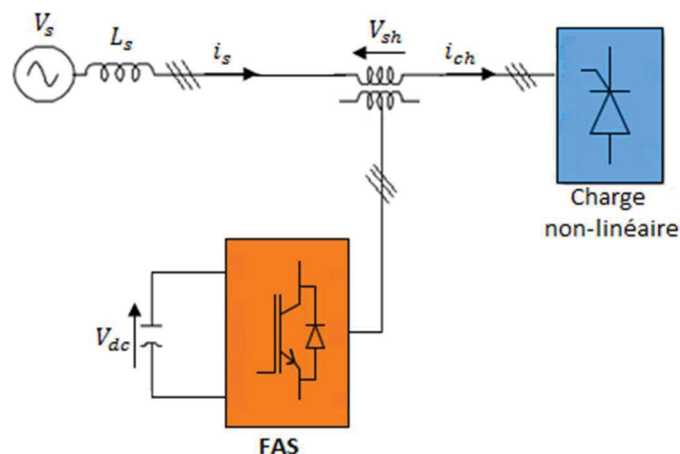 V_s
L_s
i_s
V_sh
i_ch
Charge
non-linéaire
V_dc
FAS